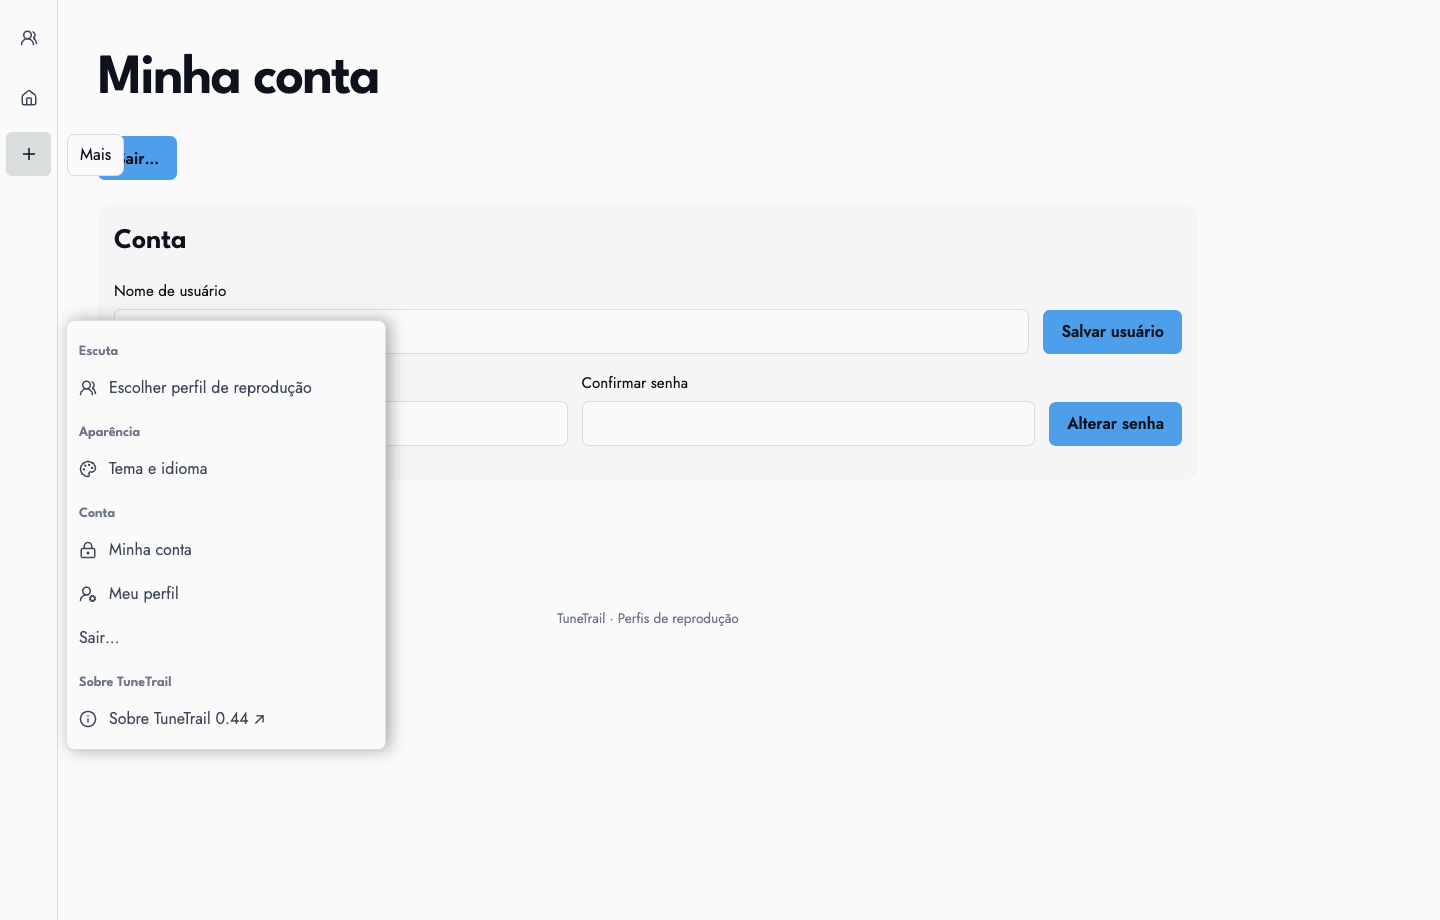 Minha conta
Mais
Sair...
Conta
Nome de usuário
Salvar usuário
Confirmar senha
Alterar senha
Escuta
Escolher perfil de reprodução
Aparência
Tema e idioma
Conta
Minha conta
Meu perfil
Sair...
Sobre TuneTrail
Sobre TuneTrail 0.44 ↗
TuneTrail · Perfis de reprodução